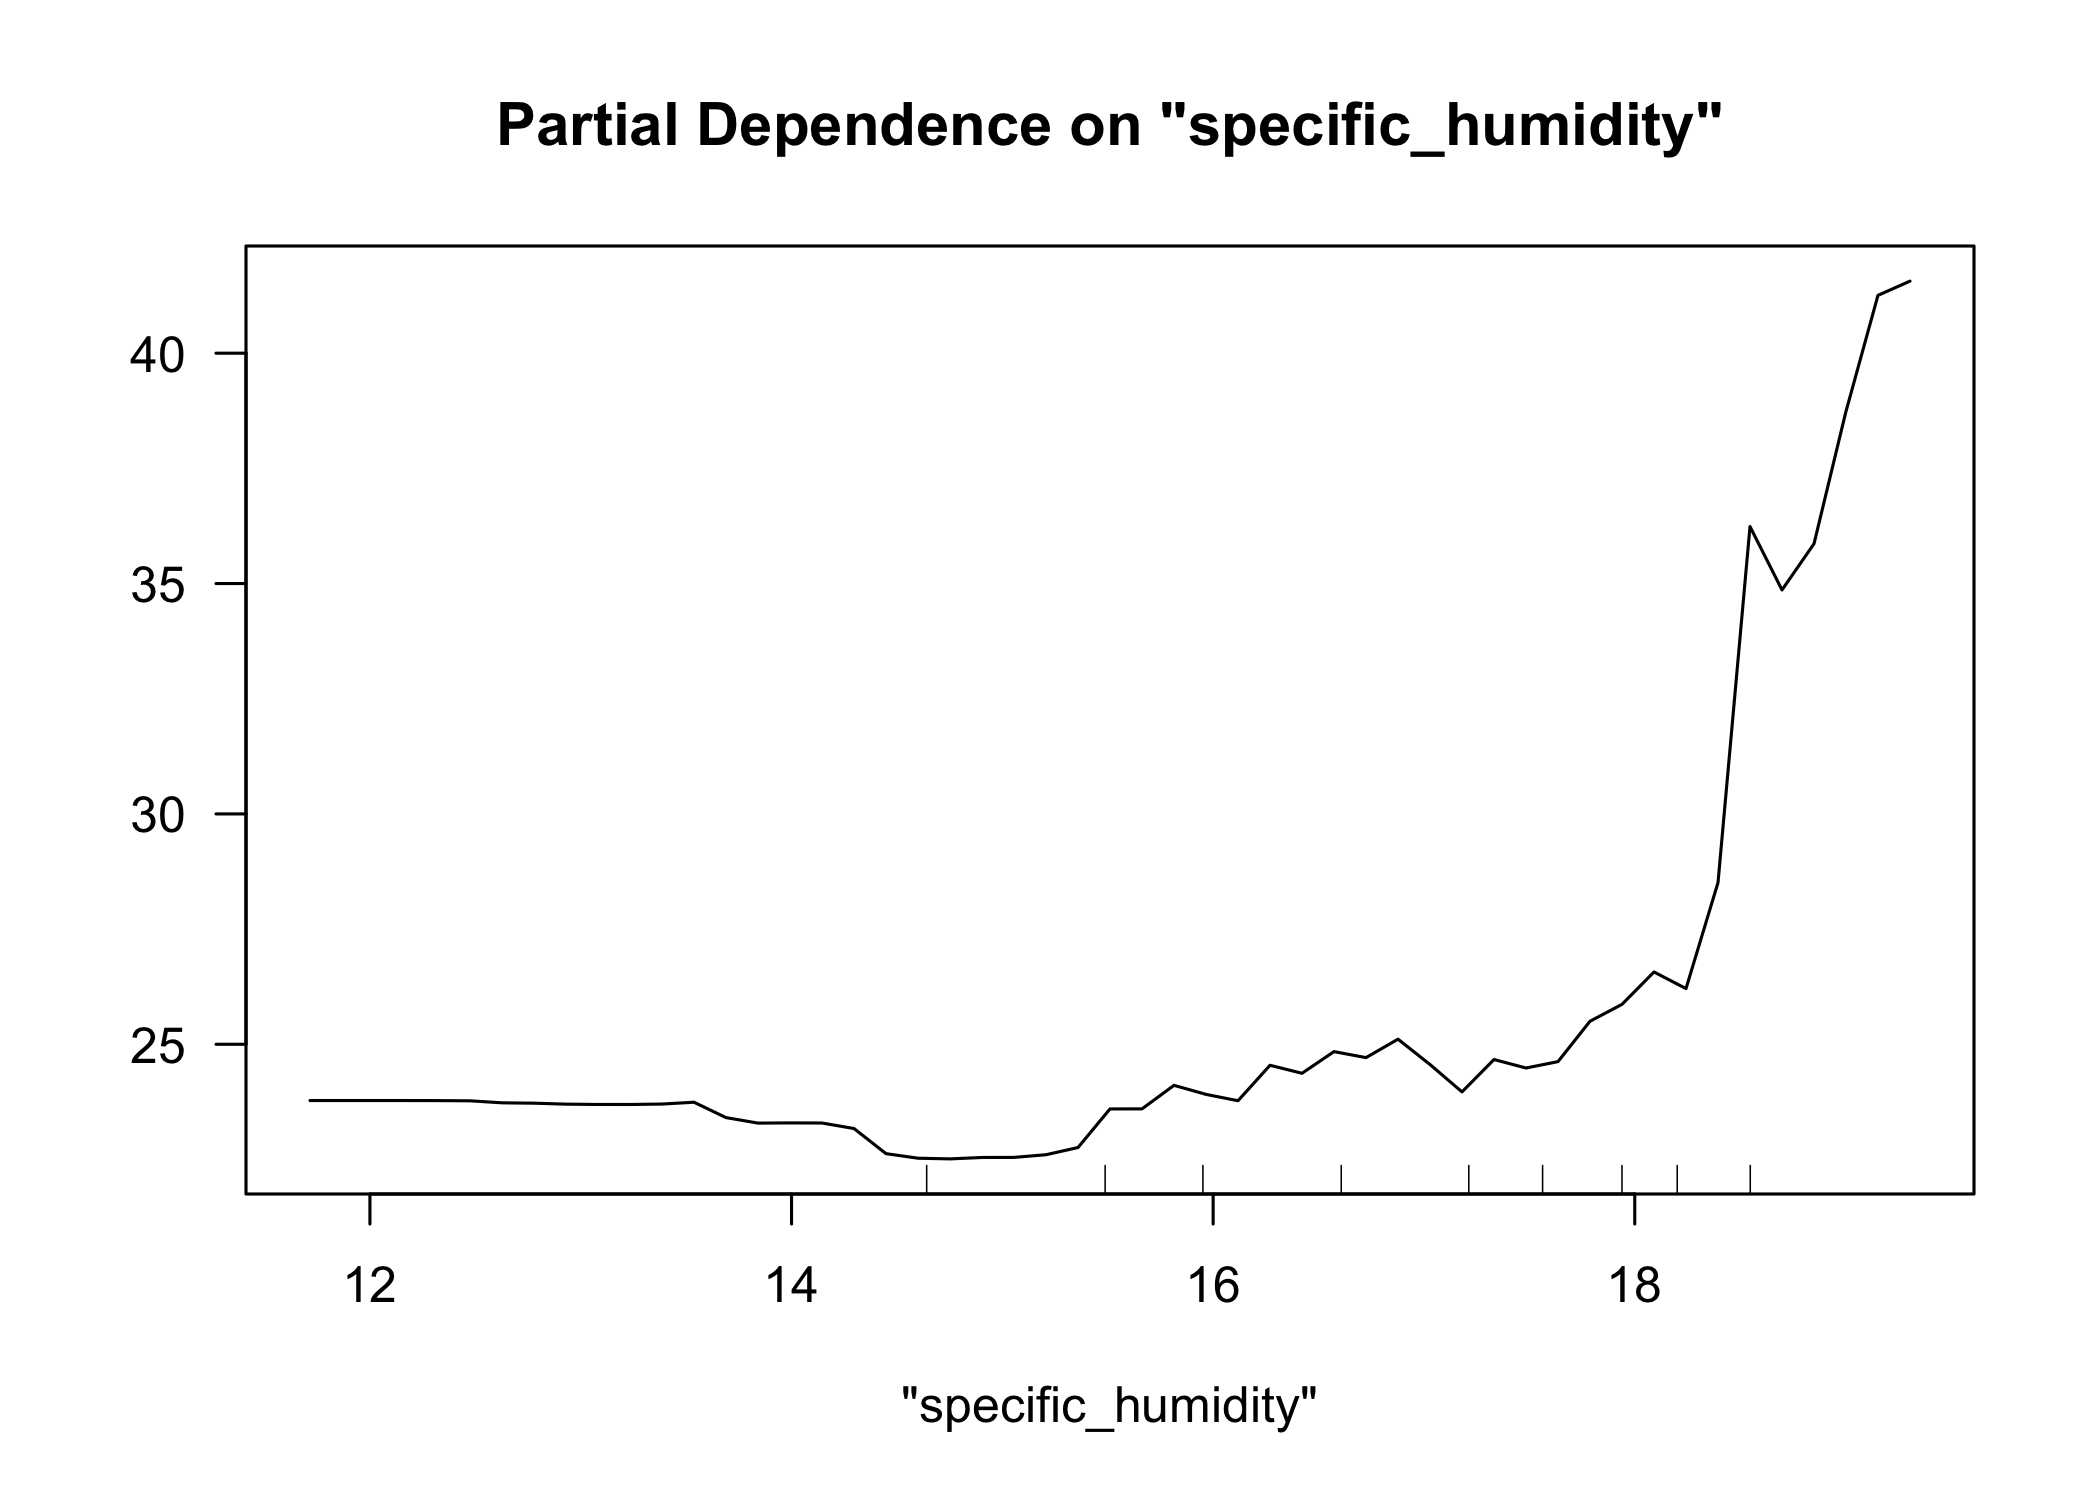 Partial Dependence on "specific_humidity"
40
35
30
25
12 14 16 18
"specific_humidity"